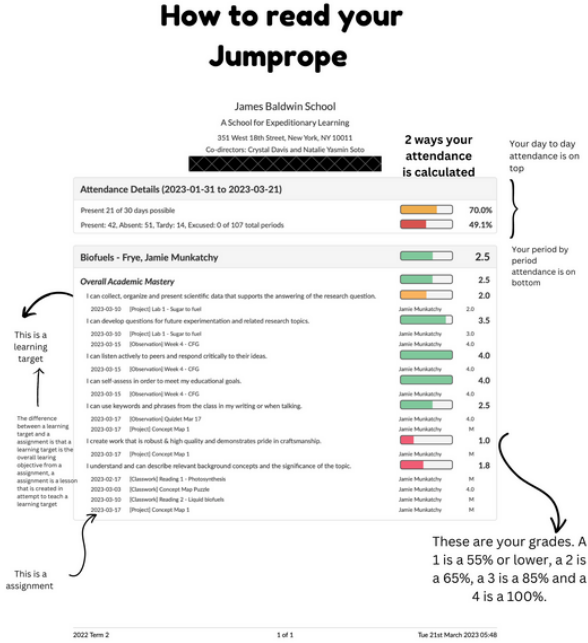 How to read your
Jumprope
James Baldwin School
A School for Expeditionary Learning
351 West 18th Street, New York, NY 10011
Co-directors: Crystal Davis and Natalie Yasmin Soto
2 ways your
attendance
is calculated
Your day to day
attendance is on
top
Attendance Details (2023-01-31 to 2023-03-21)
Present 21 of 30 days possible 70.0%
Present: 42, Absent: 51, Tardy: 14, Excused: 0 of 107 total periods 49.1%
Your period by
period
attendance is on
bottom
Biofuels - Frye, Jamie Munkatchy 2.5
Overall Academic Mastery 2.5
I can collect, organize and present scientific data that supports the answering of the research question. 2.0
2023-03-10 [Project] Lab 1 - Sugar to fuel Jamie Munkatchy 2.0
I can develop questions for future experimentation and related research topics. 3.5
2023-03-10 [Project] Lab 1 - Sugar to fuel Jamie Munkatchy 3.0
2023-03-15 [Observation] Week 4 - CFG Jamie Munkatchy 4.0
I can listen actively to peers and respond critically to their ideas. 4.0
2023-03-15 [Observation] Week 4 - CFG Jamie Munkatchy 4.0
I can self-assess in order to meet my educational goals. 4.0
2023-03-15 [Observation] Week 4 - CFG Jamie Munkatchy 4.0
I can use keywords and phrases from the class in my writing or when talking. 2.5
2023-03-17 [Observation] Quizlet Mar 17 Jamie Munkatchy 4.0
2023-03-17 [Project] Concept Map 1 Jamie Munkatchy M
I create work that is robust & high quality and demonstrates pride in craftsmanship. 1.0
2023-03-17 [Project] Concept Map 1 Jamie Munkatchy M
I understand and can describe relevant background concepts and the significance of the topic. 1.8
2023-02-17 [Classwork] Reading 1 - Photosynthesis Jamie Munkatchy M
2023-03-03 [Classwork] Concept Map Puzzle Jamie Munkatchy 4.0
2023-03-10 [Classwork] Reading 2 - Liquid biofuels Jamie Munkatchy M
2023-03-17 [Project] Concept Map 1 Jamie Munkatchy M
This is a
learning
target
The difference
between a learning
target and a
assignment is that a
learning target is the
overall learing
objective from a
assignment, a
assignment is a lesson
that is created in
attempt to teach a
learning target
This is a
assignment
These are your grades. A
1 is a 55% or lower, a 2 is
a 65%, a 3 is a 85% and a
4 is a 100%.
2022 Term 2 1 of 1 Tue 21st March 2023 05:48